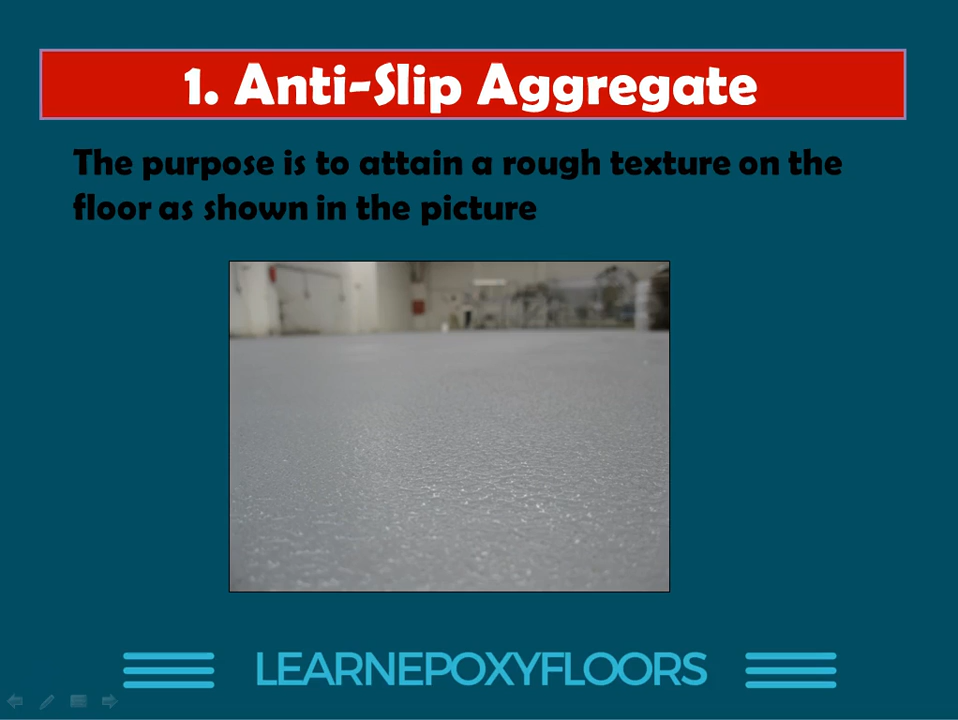 1. Anti-Slip Aggregate
The purpose is to attain a rough texture on the
floor as shown in the picture
LEARNEPOXYFLOORS